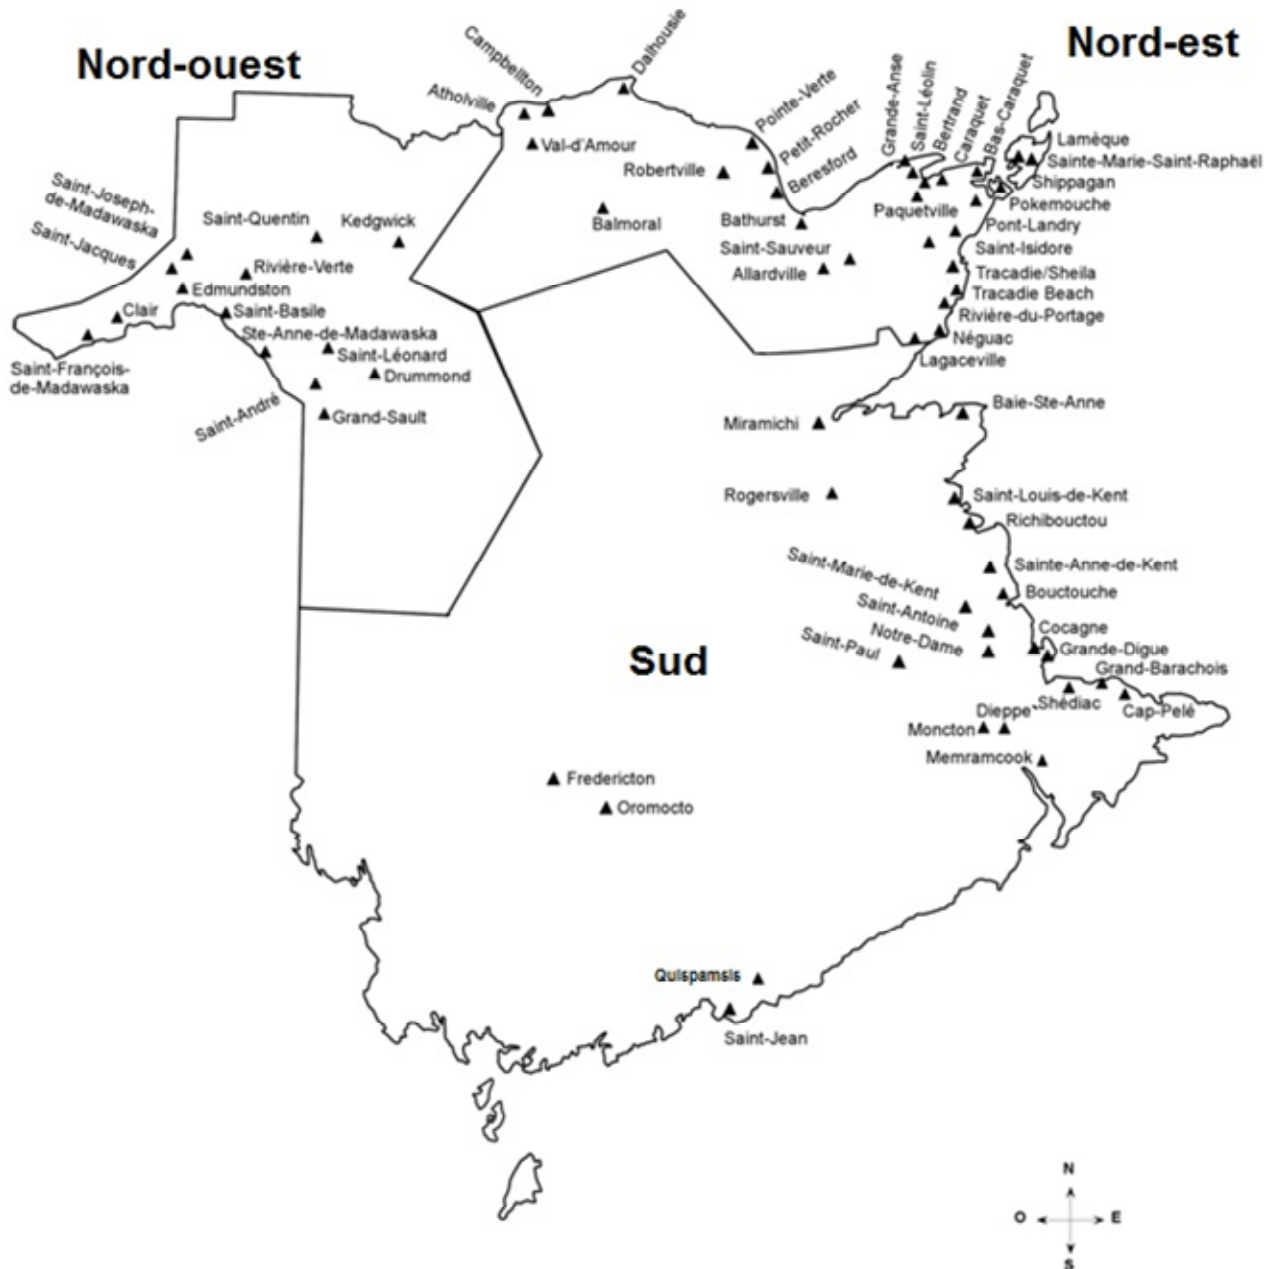 Nord-ouest
Nord-est
Campbellton
Dalhousie
Atholville
Val-d'Amour
Pointe-Verte
Petit-Rocher
Robertville
Beresford
Balmoral
Bathurst
Grande-Anse
Saint-Léolin
Bertrand
Caraquet
Bas-Caraquet
Lamèque
Sainte-Marie-Saint-Raphaël
Shippagan
Pokemouche
Paquetville
Pont-Landry
Saint-Sauveur
Saint-Isidore
Allardville
Tracadie/Sheila
Tracadie Beach
Rivière-du-Portage
Néguac
Lagaceville
Saint-Joseph-
de-Madawaska
Saint-Jacques
Saint-Quentin
Kedgwick
Rivière-Verte
Edmundston
Clair
Saint-Basile
Ste-Anne-de-Madawaska
Saint-Léonard
Saint-François-
de-Madawaska
Drummond
Saint-André
Grand-Sault
Miramichi
Baie-Ste-Anne
Rogersville
Saint-Louis-de-Kent
Richibouctou
Saint-Marie-de-Kent
Sainte-Anne-de-Kent
Bouctouche
Saint-Antoine
Notre-Dame
Cocagne
Saint-Paul
Grande-Digue
Grand-Barachois
Sud
Shédiac
Cap-Pelé
Dieppe
Moncton
Memramcook
Fredericton
Oromocto
Quispamsis
Saint-Jean
N
O
E
S